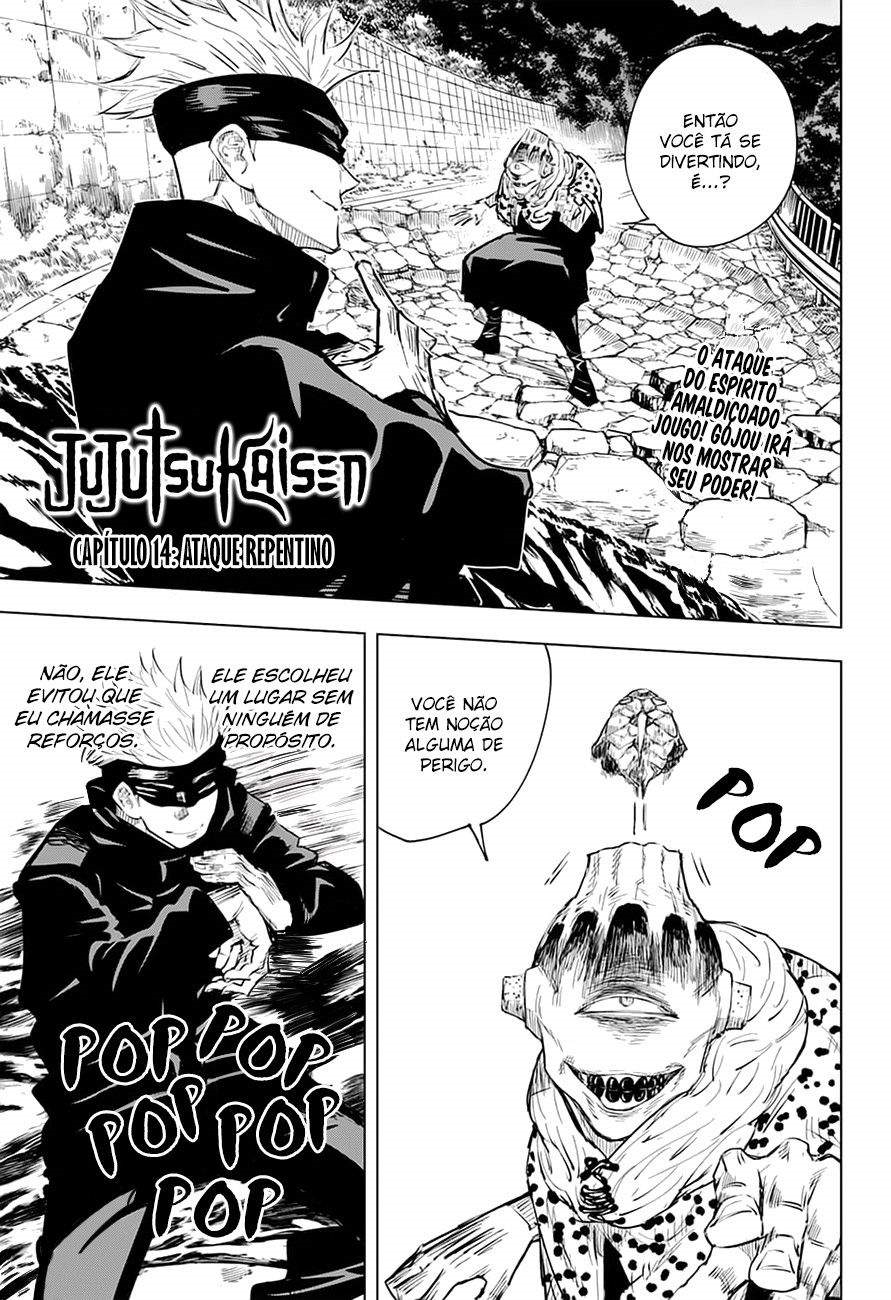 ENTÃO
VOCÊ TÁ SE
DIVERTINDO,
É...?
O ATAQUE
DO ESPIRITO
AMALDIÇOADO
JOUGO! GOJOU IRÁ
NOS MOSTRAR
SEU PODER!
JUJUTSU KAISEN
CAPÍTULO 14: ATAQUE REPENTINO
VOCÊ NÃO
TEM NOÇÃO
ALGUMA DE
PERIGO.
POP
ELE ESCOLHEU
UM LUGAR SEM
NINGUÉM DE
PROPÓSITO.
NÃO, ELE
EVITOU QUE
EU CHAMASSE
REFORÇOS.
POP POP
POP POP
POP